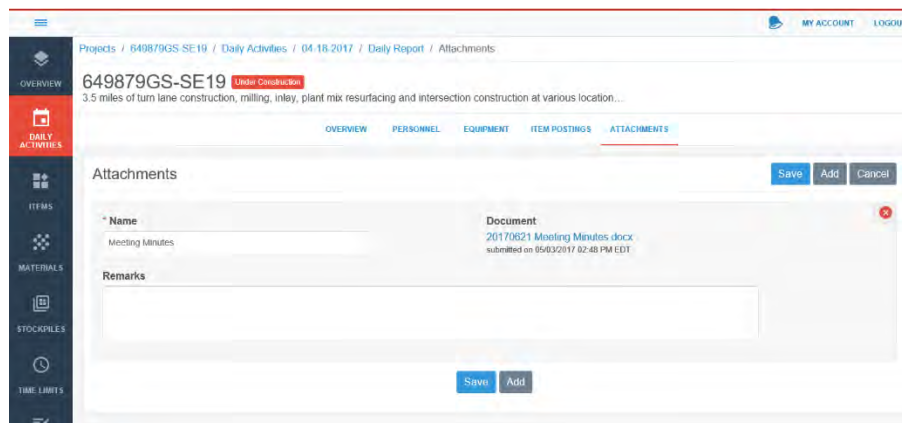 MY ACCOUNT LOGOU
Projects / 649879GS-SE19 / Daily Activities / 04-18-2017 / Daily Report / Attachments
OVERVIEW
649879GS-SE19 Under Construction
3.5 miles of turn lane construction, milling, inlay, plant mix resurfacing and intersection construction at various location...
DAILY
ACTIVITIES
OVERVIEW PERSONNEL EQUIPMENT ITEM POSTINGS ATTACHMENTS
Attachments
Save Add Cancel
ITEMS
* Name
Document
Meeting Minutes
20170621 Meeting Minutes.docx
submitted on 05/03/2017 02:48 PM EDT
MATERIALS
Remarks
STOCKPILES
TIME LIMITS
Save Add